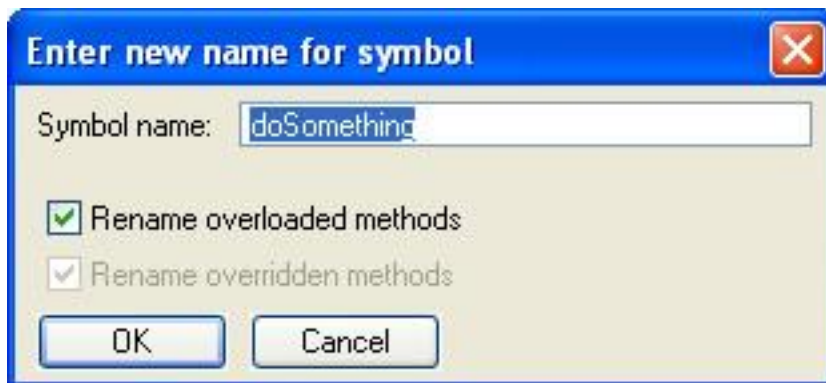 Enter new name for symbol
Symbol name: doSomething
Rename overloaded methods
Rename overridden methods
OK Cancel